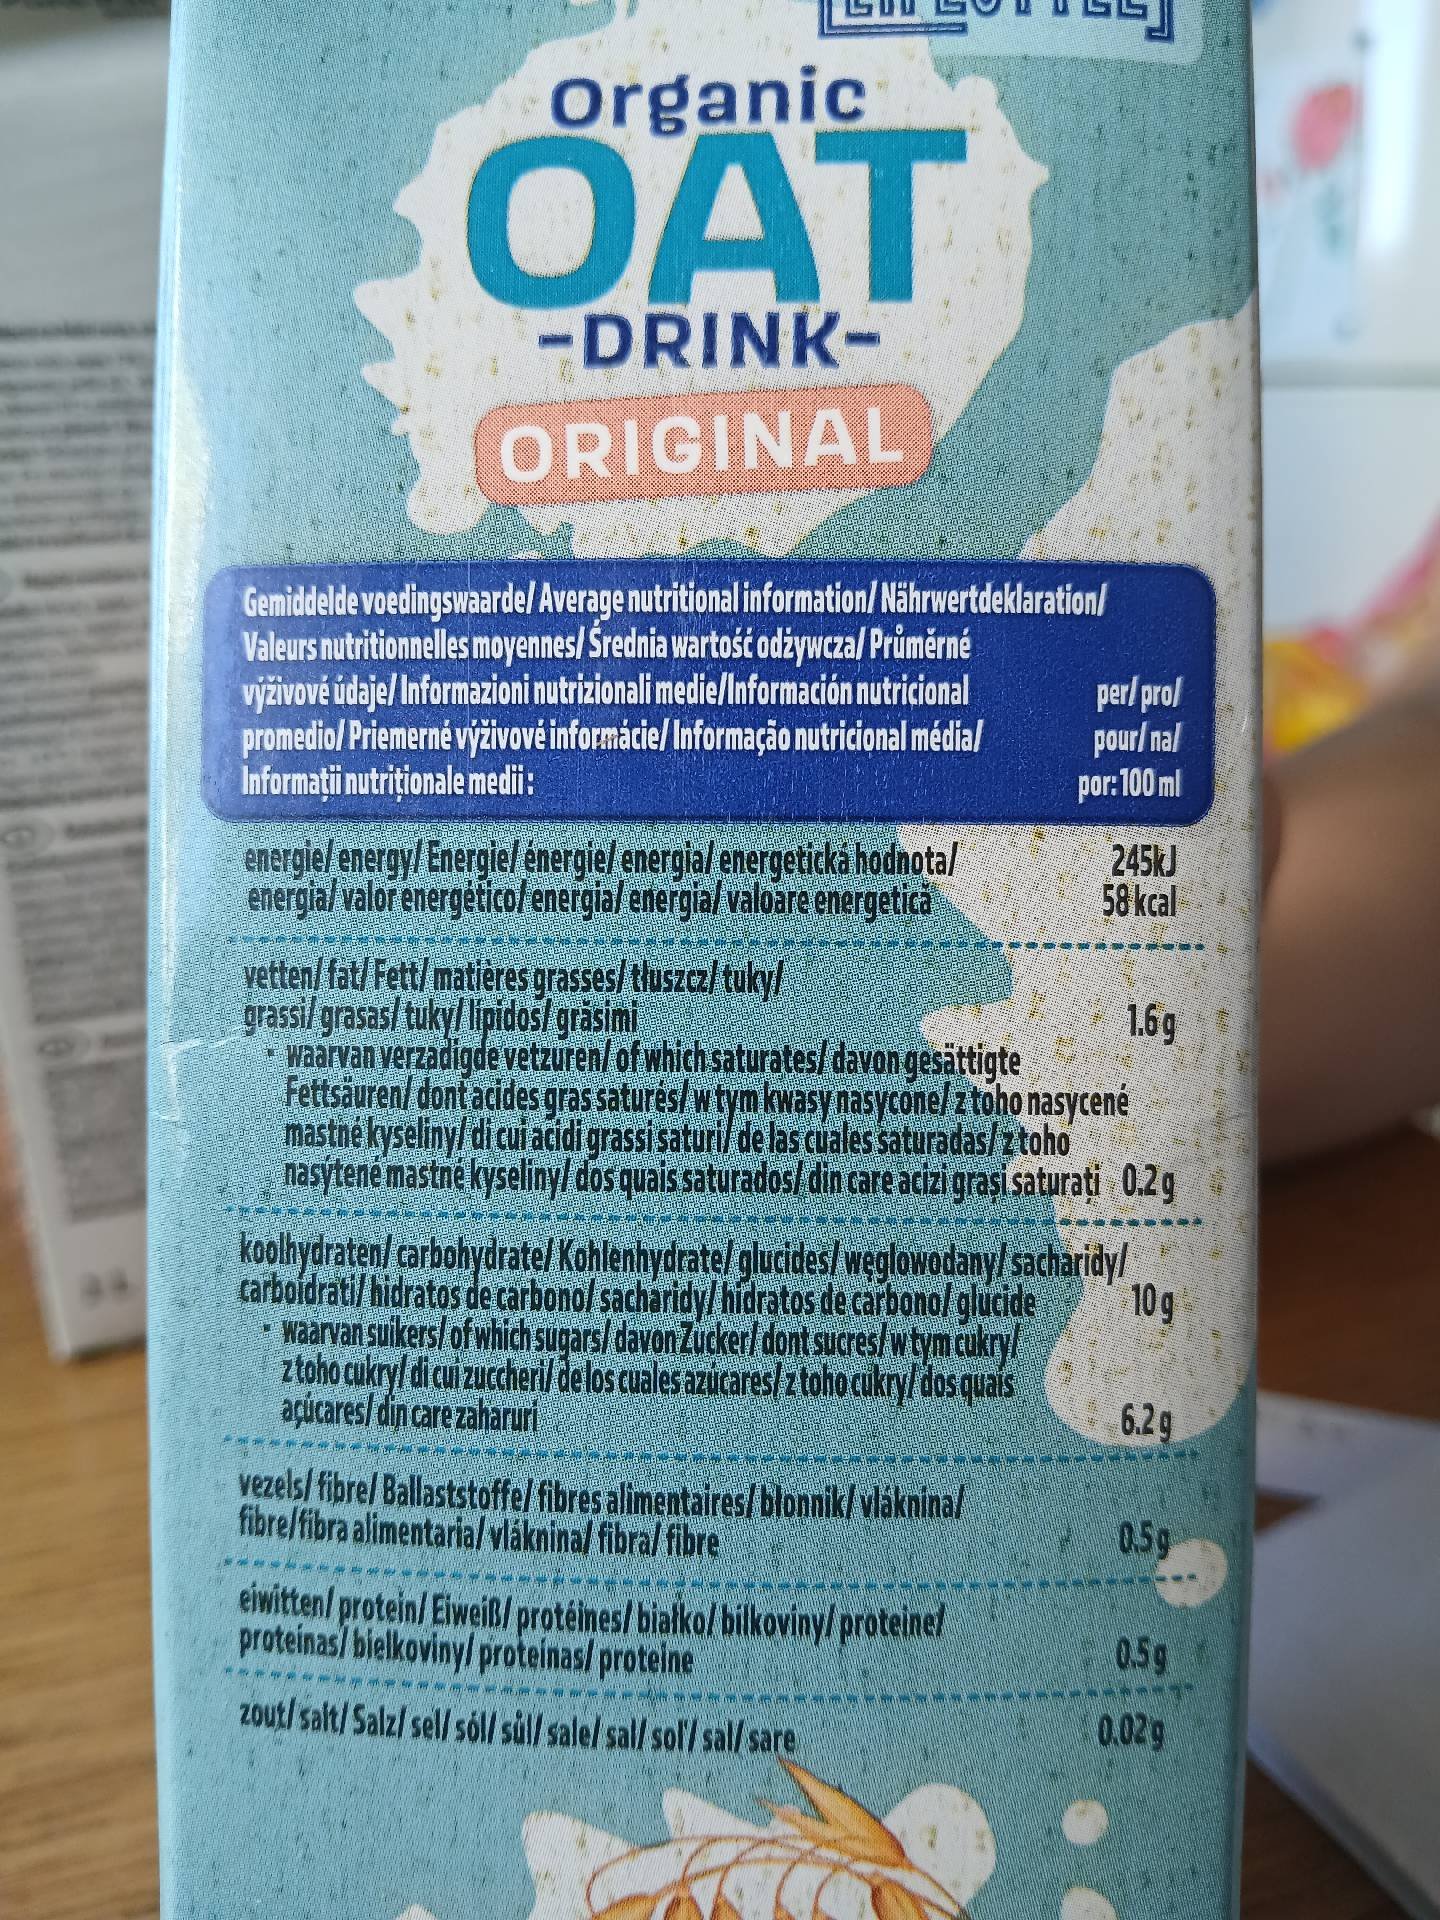 Organic
OAT
-DRINK-
ORIGINAL
Gemiddelde voedingswaarde/ Average nutritional information/ Nährwertdeklaration/
Valeurs nutritionnelles moyennes/ Średnia wartość odżywcza/ Průměrné
výživové údaje/ Informazioni nutrizionali medie/Información nutricional per/ pro/
promedio/ Priemerné výživové informácie/ Informação nutricional média/ pour/ na/
Informații nutriționale medii: por: 100 ml
energie/ energy/ Energie/ énergie/ energia/ energetická hodnota/ 245kJ
energia/ valor energético/ energia/ energia/ valoare energetică 58 kcal
vetten/ fat/ Fett/ matières grasses/ tłuszcz/ tuky/
grassi/ grasas/ tuky/ lípidos/ grăsimi 1.6 g
• waarvan verzadigde vetzuren/ of which saturates/ davon gesättigte
Fettsäuren/ dont acides gras saturés/ w tym kwasy nasycone/ z toho nasycené
mastné kyseliny/ di cui acidi grassi saturi/ de las cuales saturadas/ z toho
nasýtené mastné kyseliny/ dos quais saturados/ din care acizi grași saturați 0.2 g
koolhydraten/ carbohydrate/ Kohlenhydrate/ glucides/ węglowodany/ sacharidy/
carboidrati/ hidratos de carbono/ sacharidy/ hidratos de carbono/ glucide 10 g
• waarvan suikers/ of which sugars/ davon Zucker/ dont sucres/ w tym cukry/
z toho cukry/ di cui zuccheri/ de los cuales azúcares/ z toho cukry/ dos quais
açúcares/ din care zaharuri 6.2 g
vezels/ fibre/ Ballaststoffe/ fibres alimentaires/ błonnik/ vláknina/
fibre/fibra alimentaria/ vláknina/ fibra/ fibre 0.5 g
eiwitten/ protein/ Eiweiß/ protéines/ białko/ bílkoviny/ proteine/
proteínas/ bielkoviny/ proteínas/ proteine 0.5 g
zout/ salt/ Salz/ sel/ sól/ sůl/ sale/ sal/ soľ/ sal/ sare 0.02 g